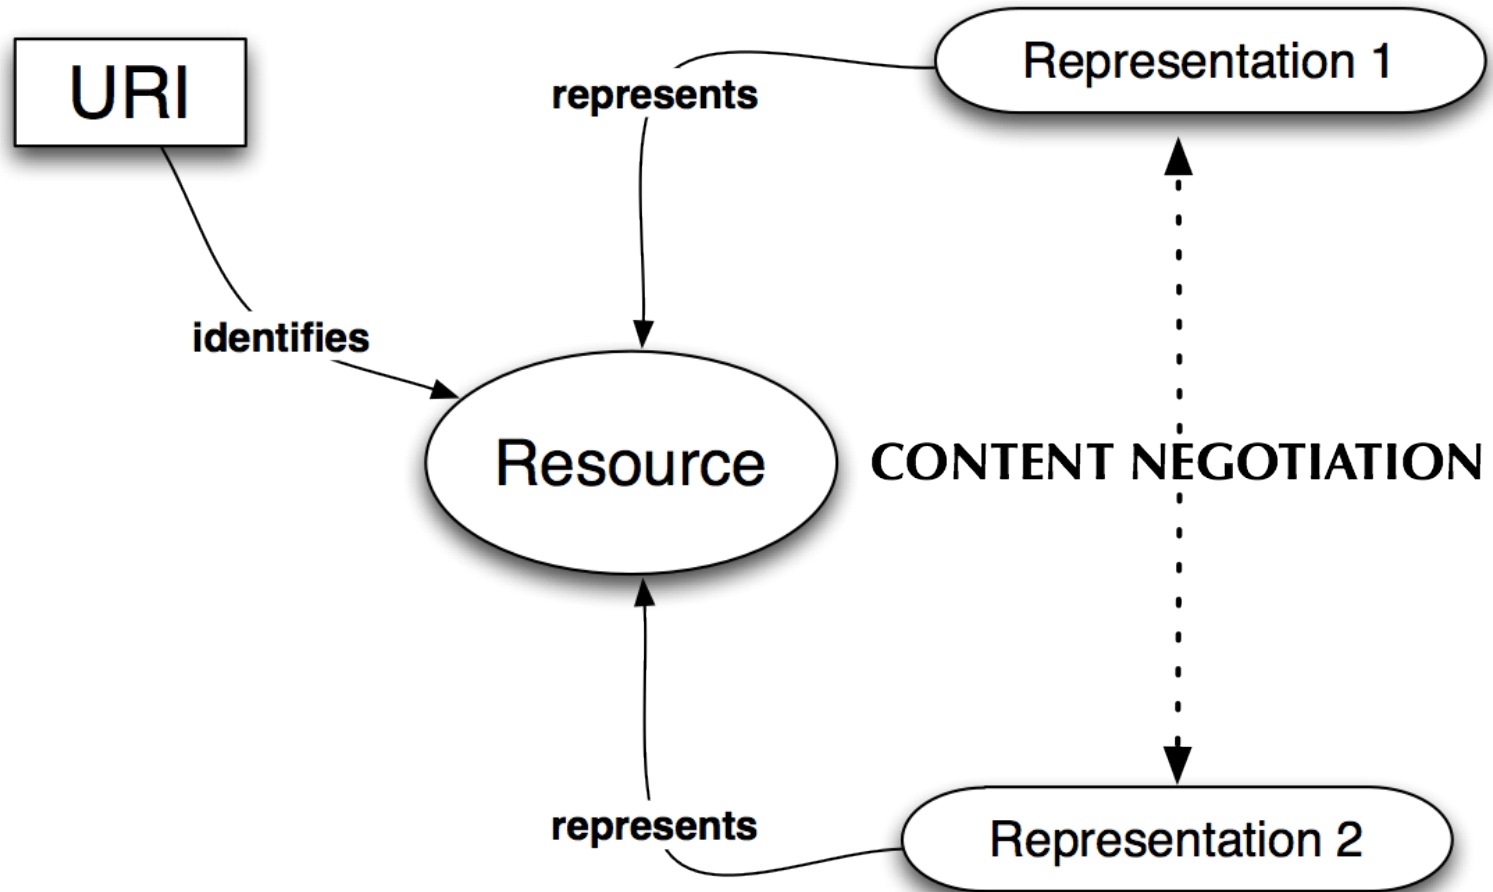 URI
Representation 1
represents
identifies
Resource
CONTENT NEGOTIATION
represents
Representation 2